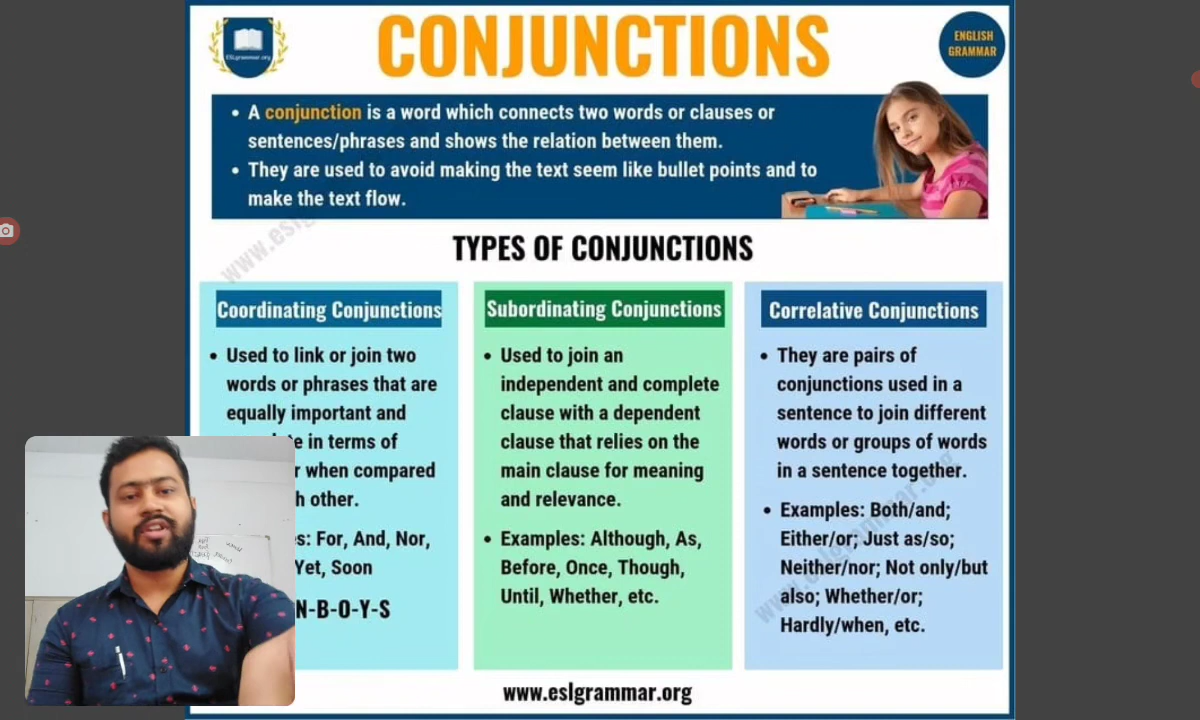 CONJUNCTIONS
ESLgrammar.org
ENGLISH
GRAMMAR
• A conjunction is a word which connects two words or clauses or
sentences/phrases and shows the relation between them.
• They are used to avoid making the text seem like bullet points and to
make the text flow.
www.eslg
TYPES OF CONJUNCTIONS
Coordinating Conjunctions
• Used to link or join two
words or phrases that are
equally important and
in terms of
when compared
other.
For, And, Nor,
Yet, Soon
N-B-O-Y-S
Subordinating Conjunctions
• Used to join an
independent and complete
clause with a dependent
clause that relies on the
main clause for meaning
and relevance.
• Examples: Although, As,
Before, Once, Though,
Until, Whether, etc.
Correlative Conjunctions
• They are pairs of
conjunctions used in a
sentence to join different
words or groups of words
in a sentence together.
• Examples: Both/and;
Either/or; Just as/so;
Neither/nor; Not only/but
also; Whether/or;
Hardly/when, etc.
www.eslgrammar.org
www.eslgrammar.org